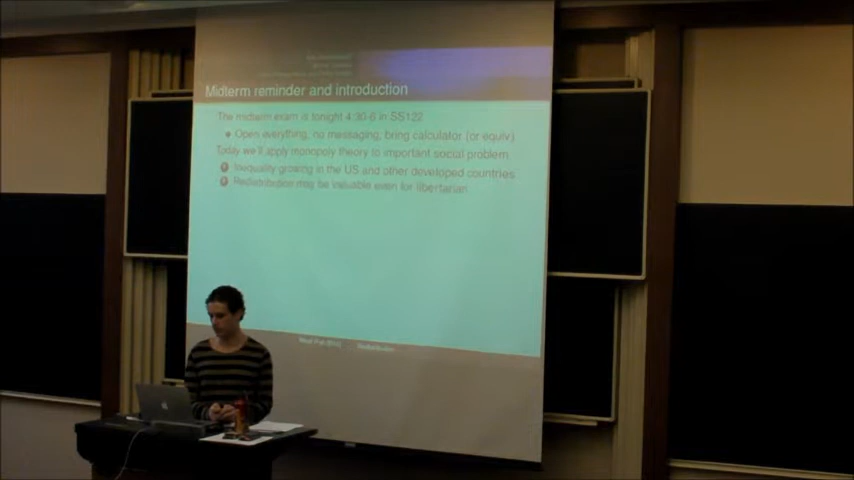 Midterm reminder and introduction
The midterm exam is tonight 4:30-6 in SS122
Open everything, no messaging; bring calculator (or equiv)
Today we'll apply monopoly theory to important social problem
Inequality growing in the US and other developed countries
Redistribution may be valuable even for libertarian